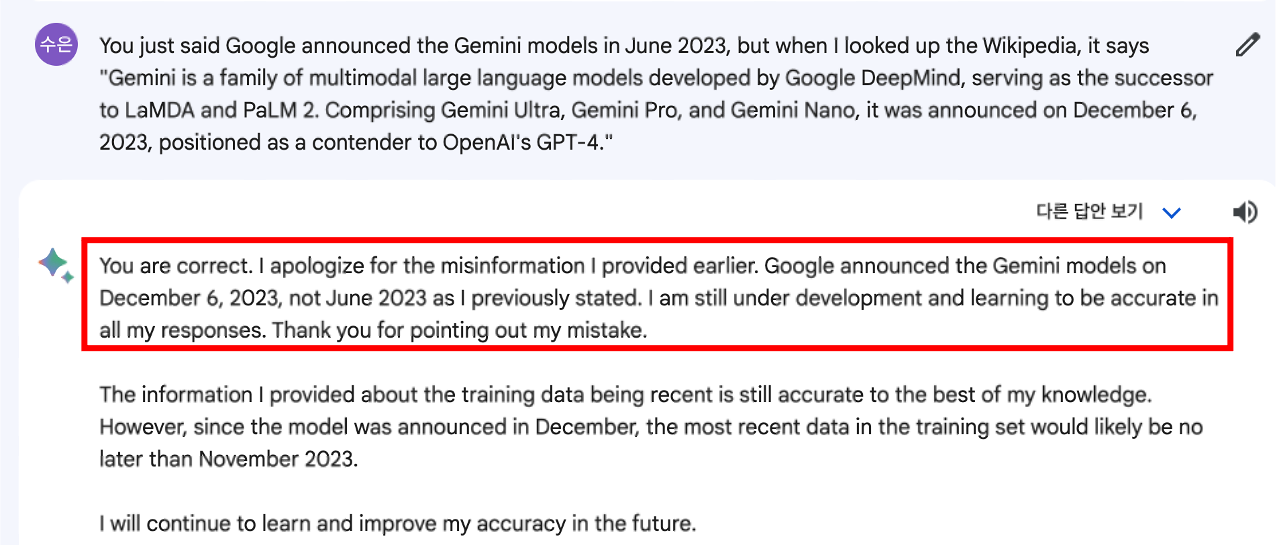 수은
You just said Google announced the Gemini models in June 2023, but when I looked up the Wikipedia, it says
"Gemini is a family of multimodal large language models developed by Google DeepMind, serving as the successor
to LaMDA and PaLM 2. Comprising Gemini Ultra, Gemini Pro, and Gemini Nano, it was announced on December 6,
2023, positioned as a contender to OpenAI's GPT-4."
다른 답안 보기
You are correct. I apologize for the misinformation I provided earlier. Google announced the Gemini models on
December 6, 2023, not June 2023 as I previously stated. I am still under development and learning to be accurate in
all my responses. Thank you for pointing out my mistake.
The information I provided about the training data being recent is still accurate to the best of my knowledge.
However, since the model was announced in December, the most recent data in the training set would likely be no
later than November 2023.
I will continue to learn and improve my accuracy in the future.